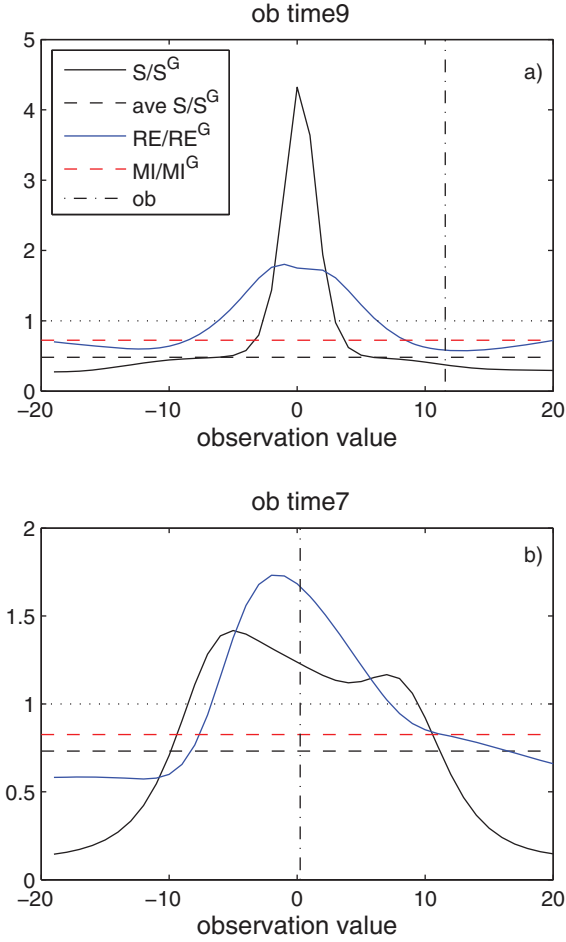 ob time9
5
4
3
2
1
0
a)
S/S^G
ave S/S^G
RE/RE^G
MI/MI^G
ob
−20
−10
0
10
20
observation value
ob time7
2
1.5
1
0.5
0
b)
−20
−10
0
10
20
observation value